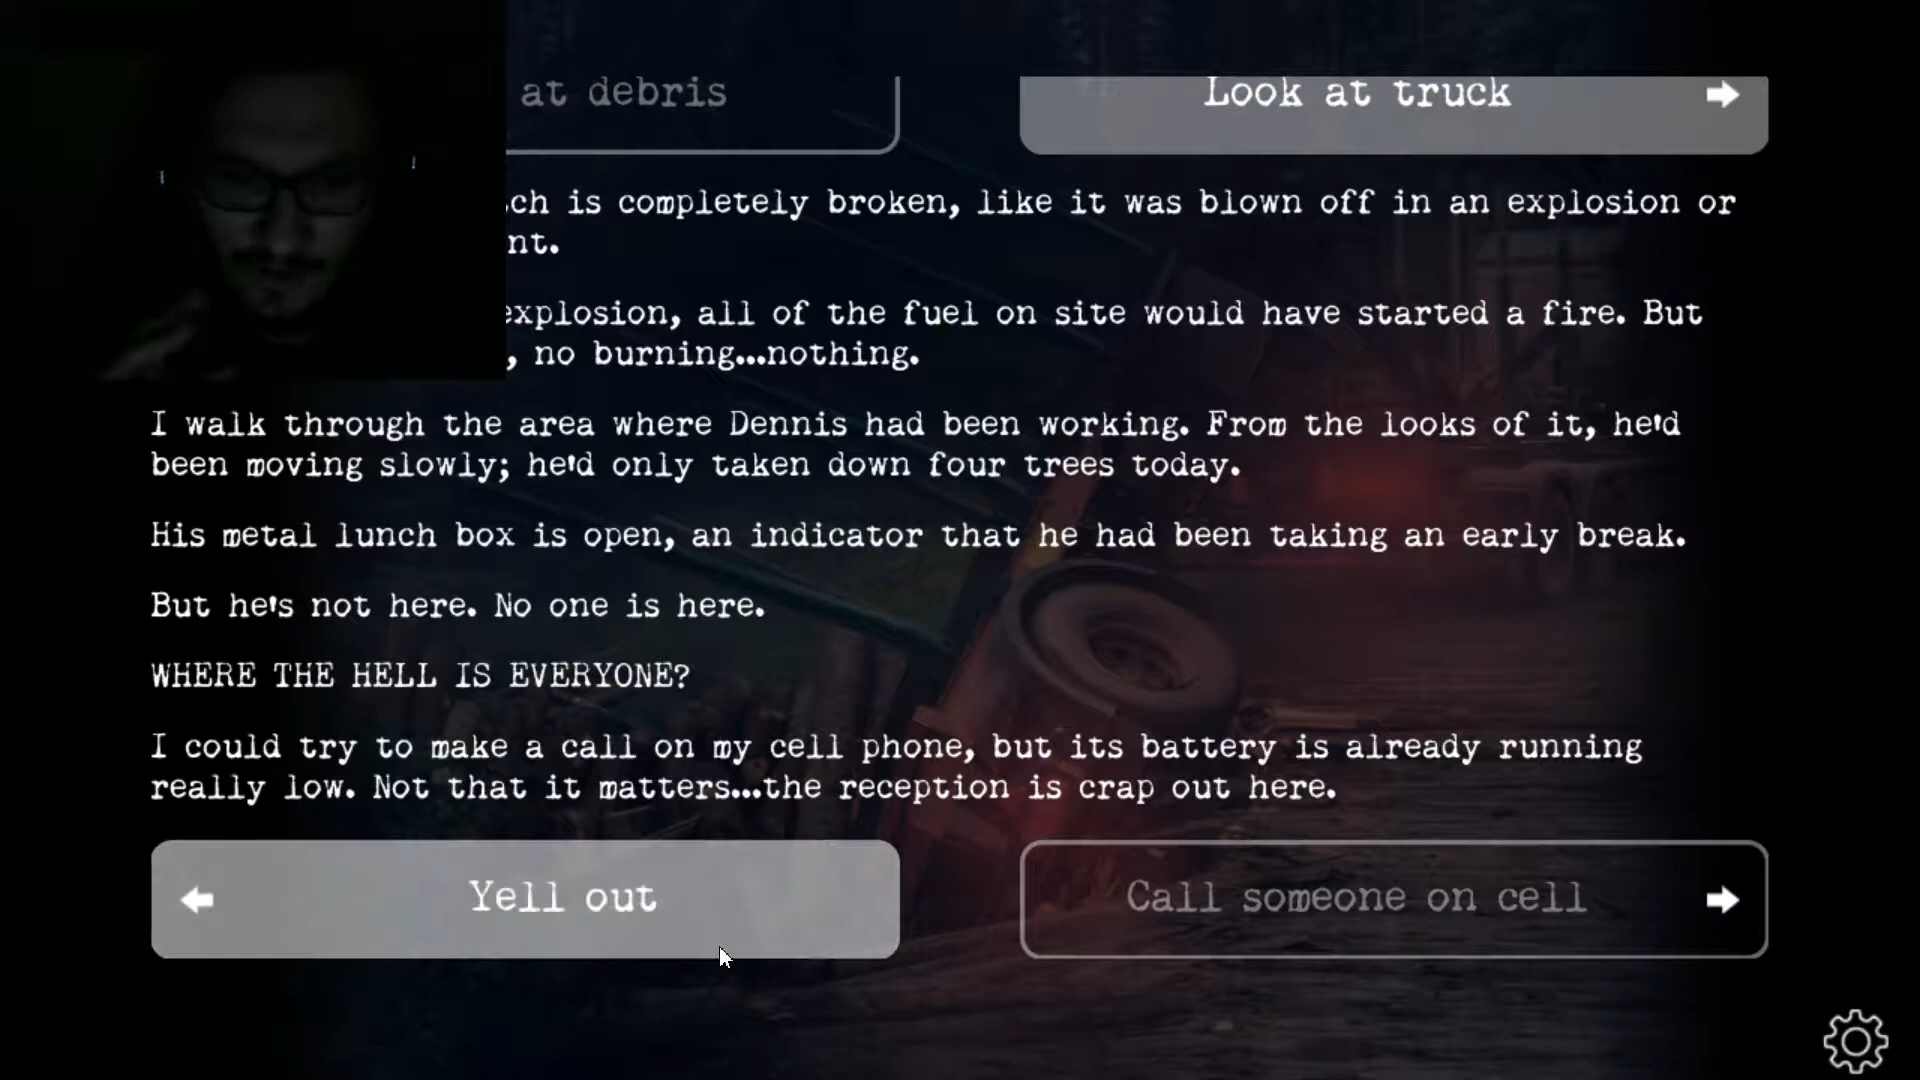 at debris
Look at truck
ch is completely broken, like it was blown off in an explosion or
nt.
explosion, all of the fuel on site would have started a fire. But
, no burning...nothing.
I walk through the area where Dennis had been working. From the looks of it, he'd
been moving slowly; he'd only taken down four trees today.
His metal lunch box is open, an indicator that he had been taking an early break.
But he's not here. No one is here.
WHERE THE HELL IS EVERYONE?
I could try to make a call on my cell phone, but its battery is already running
really low. Not that it matters...the reception is crap out here.
Yell out
Call someone on cell